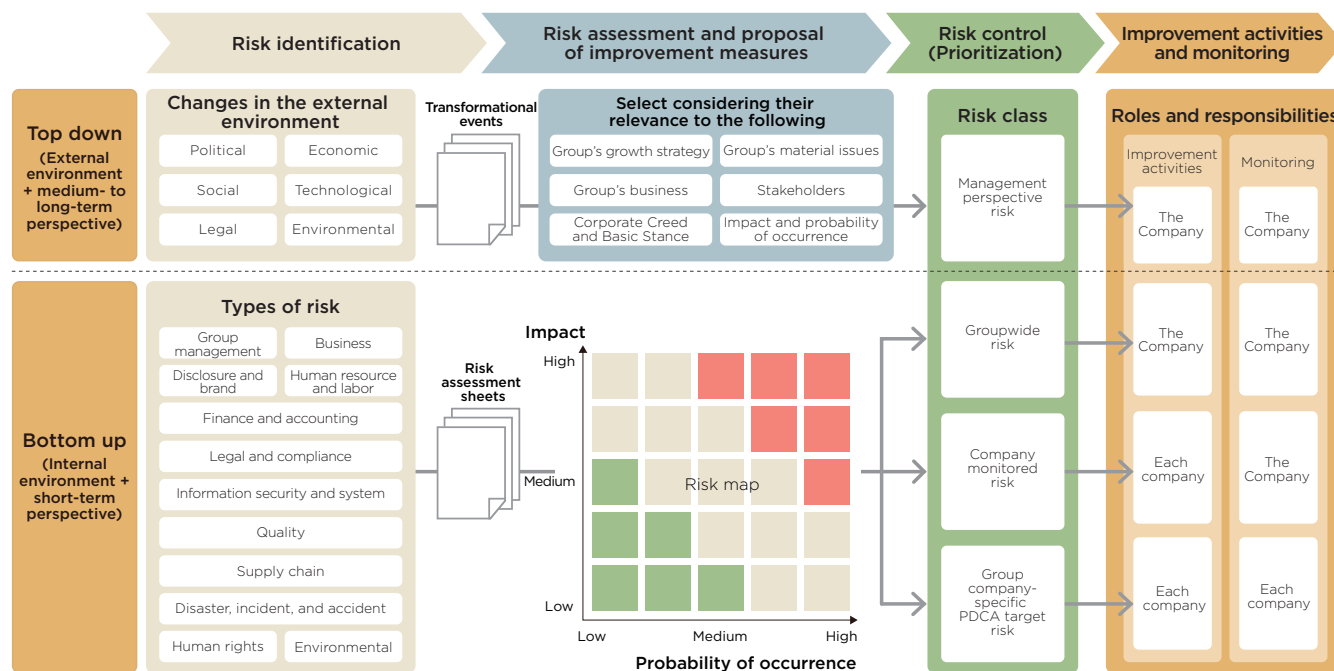 Risk identification
Risk assessment and proposal
of improvement measures
Risk control
(Prioritization)
Improvement activities
and monitoring
Top down
(External
environment
+ medium- to
long-term
perspective)
Changes in the external
environment
Political
Economic
Social
Technological
Legal
Environmental
Transformational
events
Select considering their
relevance to the following
Group's growth strategy
Group's material issues
Group's business
Stakeholders
Corporate Creed
and Basic Stance
Impact and probability
of occurrence
Risk class
Management
perspective
risk
Roles and responsibilities
Improvement
activities
Monitoring
The
Company
The
Company
Bottom up
(Internal
environment +
short-term
perspective)
Types of risk
Group
management
Business
Disclosure and
brand
Human resource
and labor
Finance and accounting
Legal and compliance
Information security and system
Quality
Supply chain
Disaster, incident, and accident
Human rights
Environmental
Risk
assessment
sheets
Impact
High
Medium
Low
Risk map
Low
Medium
High
Probability of occurrence
Groupwide
risk
The
Company
The
Company
Company
monitored
risk
Each
company
The
Company
Group
company-
specific
PDCA target
risk
Each
company
Each
company